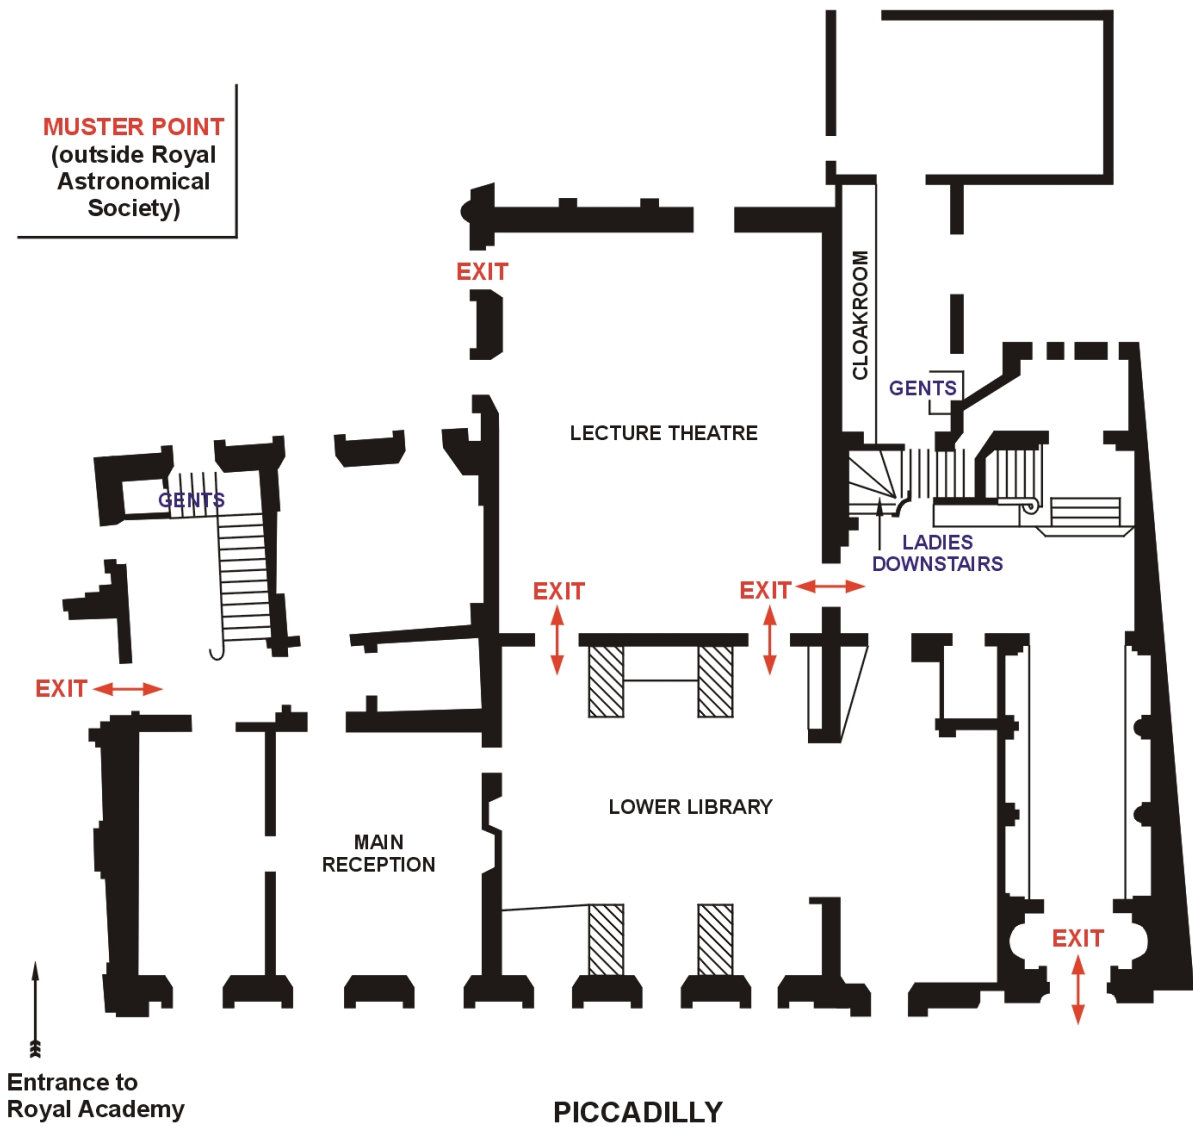 MUSTER POINT
(outside Royal
Astronomical
Society)
EXIT
CLOAKROOM
GENTS
LECTURE THEATRE
GENTS
LADIES
DOWNSTAIRS
EXIT
EXIT
EXIT
LOWER LIBRARY
MAIN
RECEPTION
EXIT
Entrance to
Royal Academy
PICCADILLY